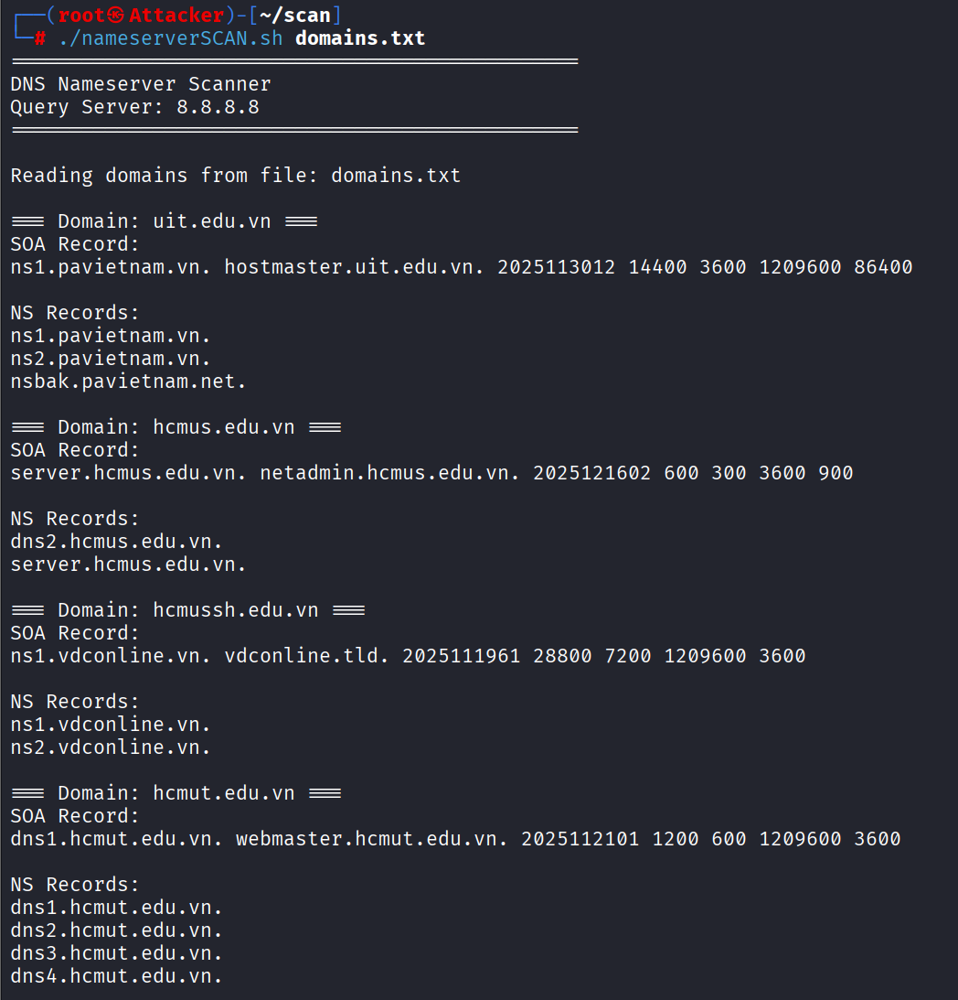 ┌──(root㉿Attacker)-[~/scan]
└─# ./nameserverSCAN.sh domains.txt
================================================
DNS Nameserver Scanner
Query Server: 8.8.8.8
================================================
Reading domains from file: domains.txt
=== Domain: uit.edu.vn ===
SOA Record:
ns1.pavietnam.vn. hostmaster.uit.edu.vn. 2025113012 14400 3600 1209600 86400
NS Records:
ns1.pavietnam.vn.
ns2.pavietnam.vn.
nsbak.pavietnam.net.
=== Domain: hcmus.edu.vn ===
SOA Record:
server.hcmus.edu.vn. netadmin.hcmus.edu.vn. 2025121602 600 300 3600 900
NS Records:
dns2.hcmus.edu.vn.
server.hcmus.edu.vn.
=== Domain: hcmussh.edu.vn ===
SOA Record:
ns1.vdconline.vn. vdconline.tld. 2025111961 28800 7200 1209600 3600
NS Records:
ns1.vdconline.vn.
ns2.vdconline.vn.
=== Domain: hcmut.edu.vn ===
SOA Record:
dns1.hcmut.edu.vn. webmaster.hcmut.edu.vn. 2025112101 1200 600 1209600 3600
NS Records:
dns1.hcmut.edu.vn.
dns2.hcmut.edu.vn.
dns3.hcmut.edu.vn.
dns4.hcmut.edu.vn.